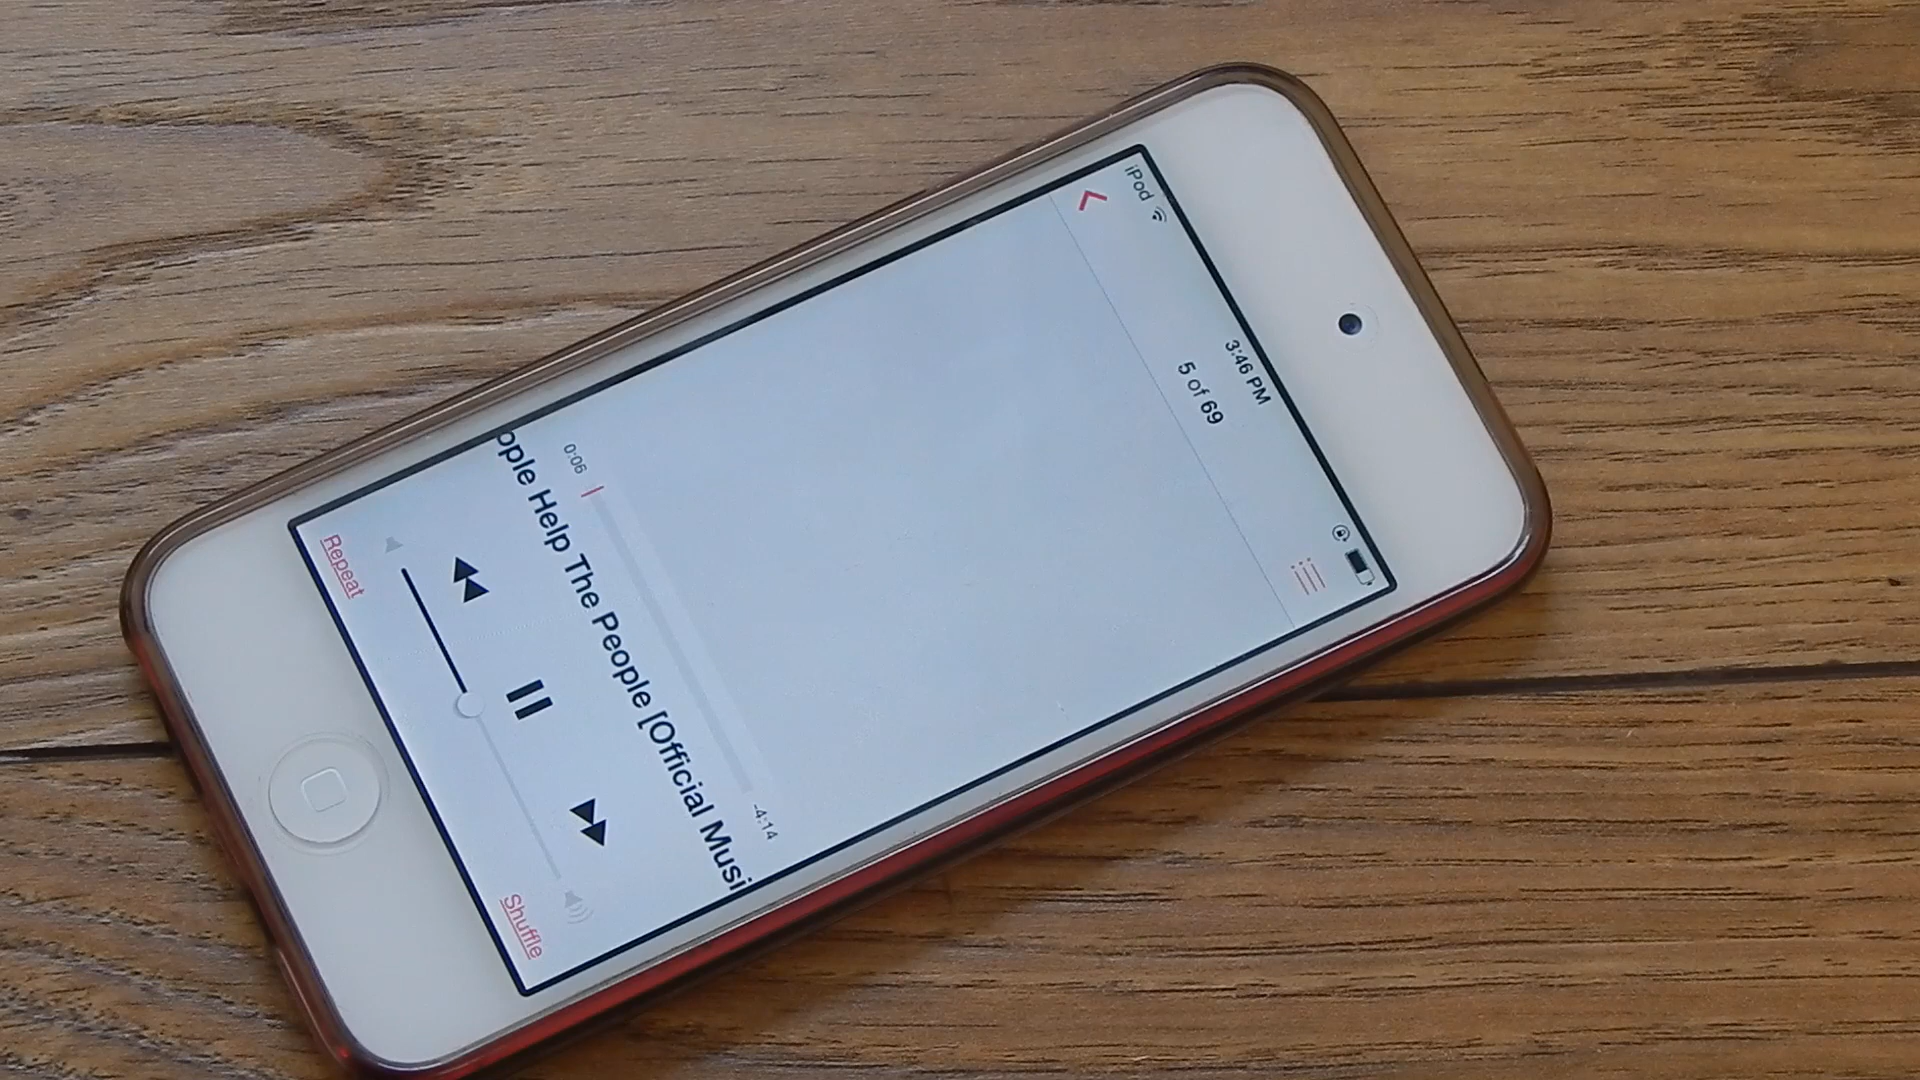 iPod 3:46 PM
5 of 69
0:06 -4:14
ople Help The People [Official Musi
Repeat Shuffle